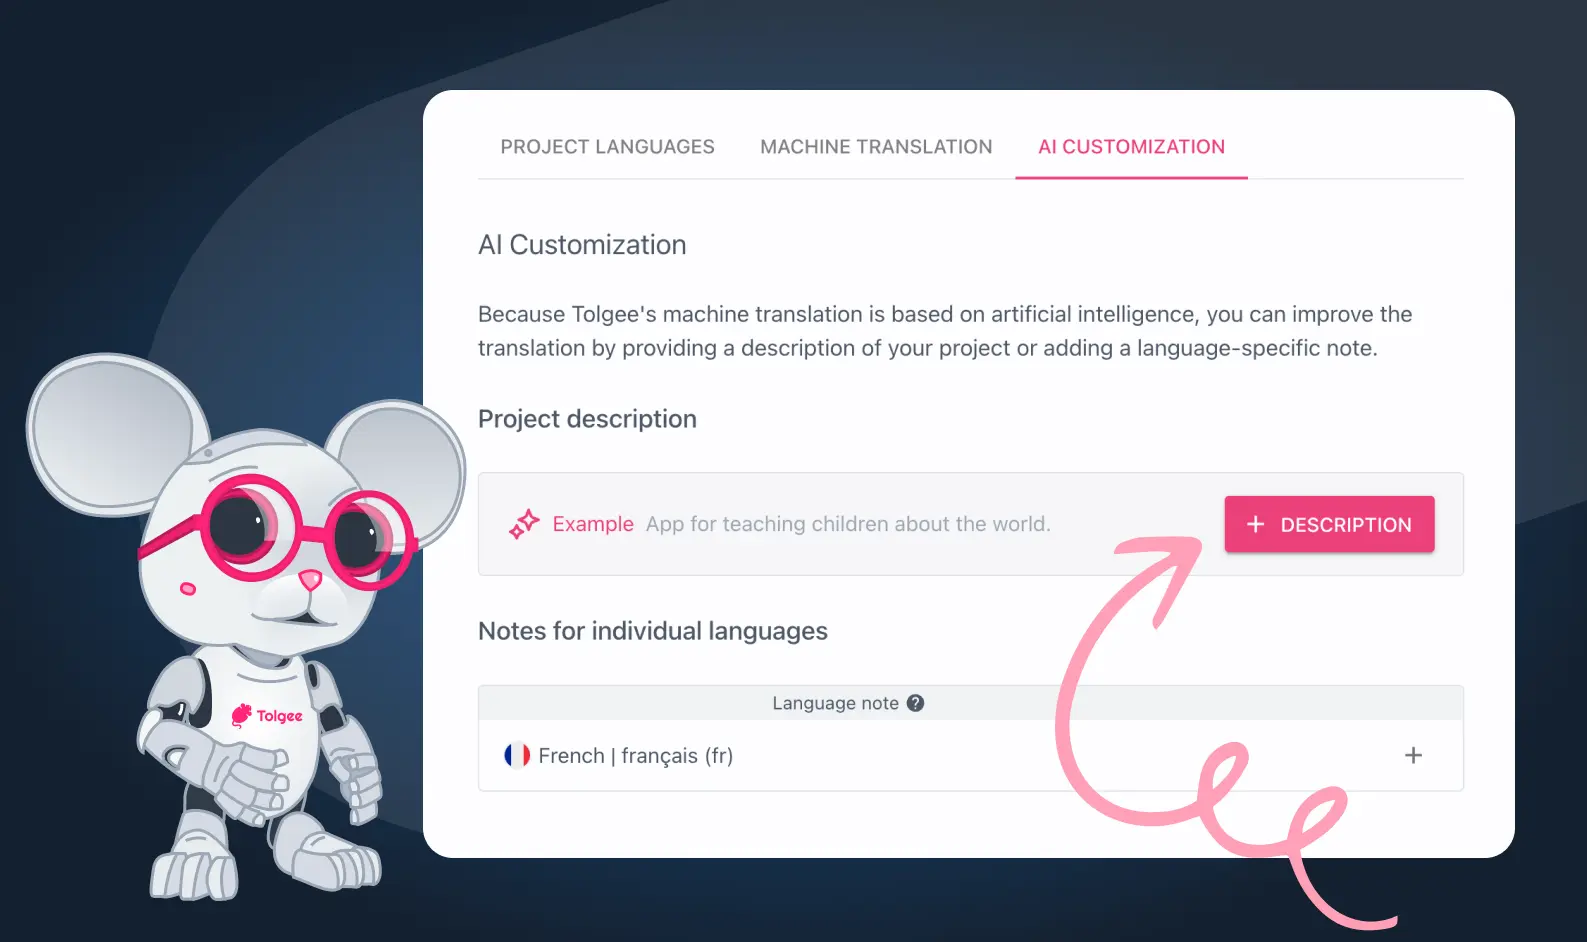 PROJECT LANGUAGES
MACHINE TRANSLATION
AI CUSTOMIZATION
AI Customization
Because Tolgee's machine translation is based on artificial intelligence, you can improve the
translation by providing a description of your project or adding a language-specific note.
Project description
Example App for teaching children about the world.
+ DESCRIPTION
Notes for individual languages
Language note ?
French | français (fr)
+
Tolgee